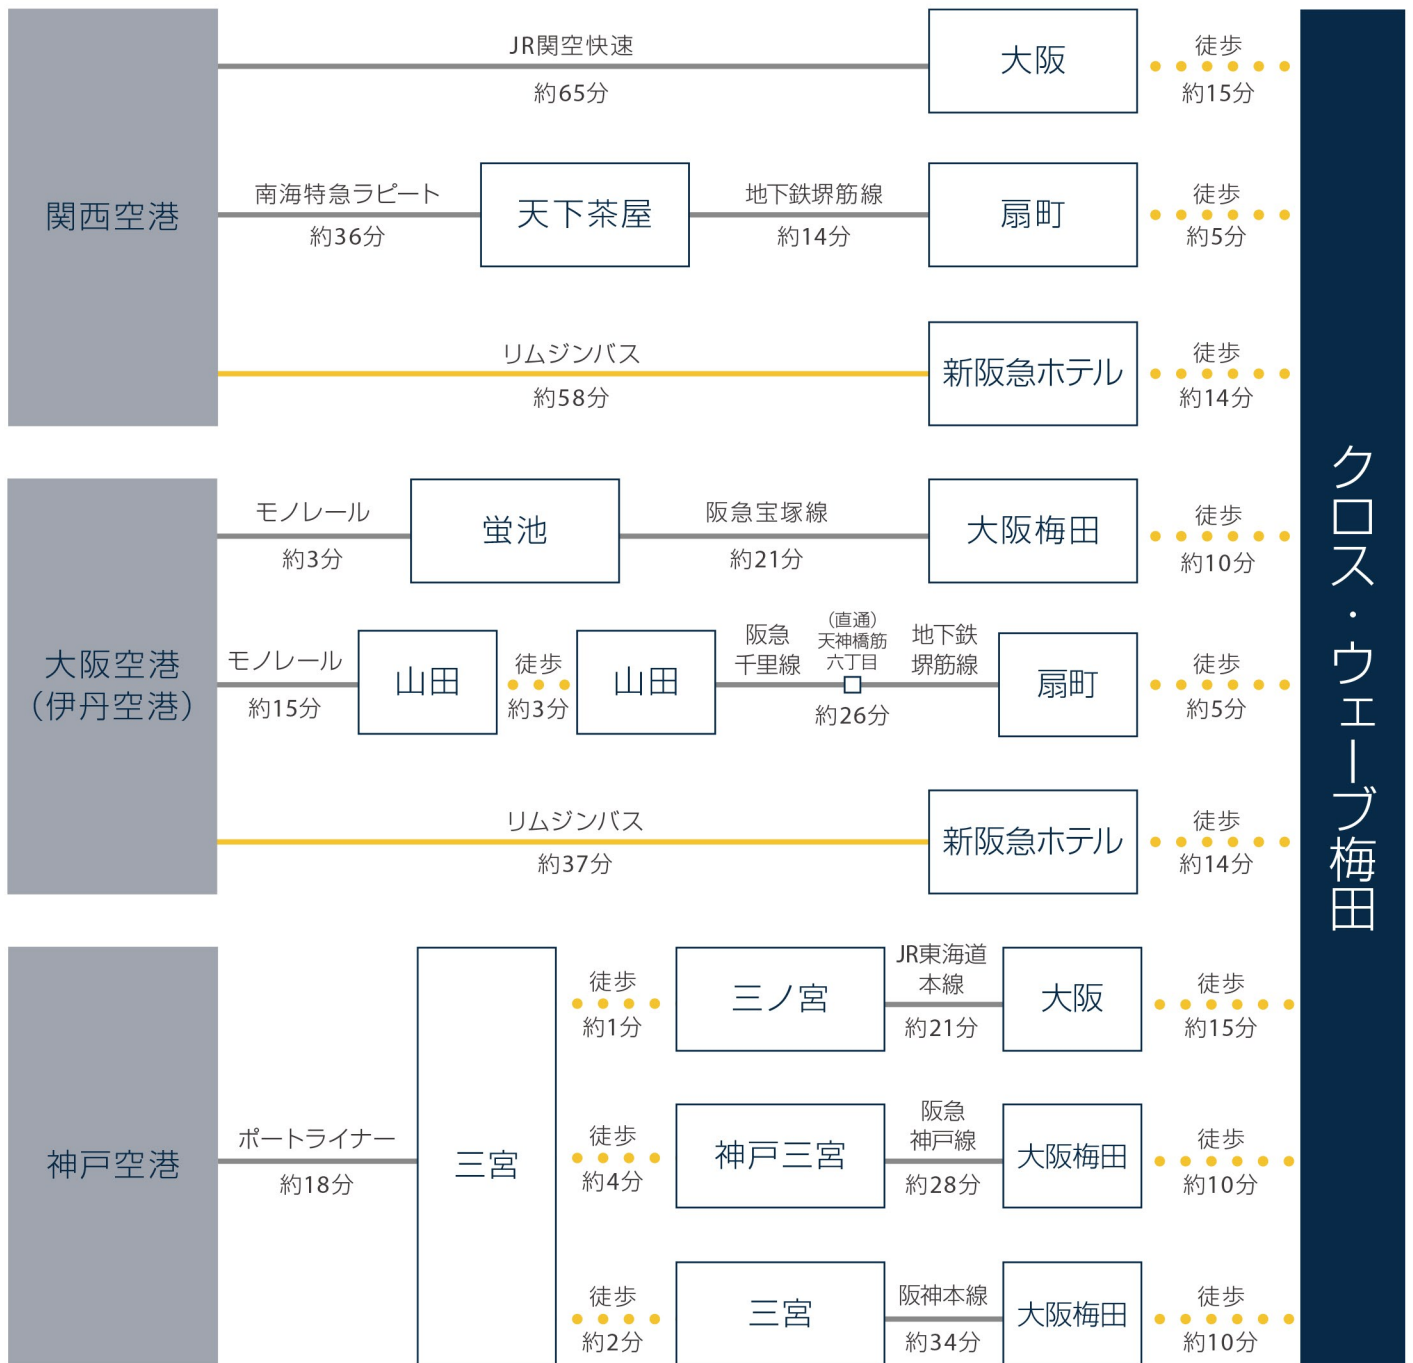 関西空港
JR関空快速
約65分
大阪
徒歩
約15分
南海特急ラピート
約36分
天下茶屋
地下鉄堺筋線
約14分
扇町
徒歩
約5分
リムジンバス
約58分
新阪急ホテル
徒歩
約14分
大阪空港
（伊丹空港）
モノレール
約3分
蛍池
阪急宝塚線
約21分
大阪梅田
徒歩
約10分
モノレール
約15分
山田
徒歩
約3分
山田
阪急
千里線
（直通）
天神橋筋
六丁目
地下鉄
堺筋線
約26分
扇町
徒歩
約5分
リムジンバス
約37分
新阪急ホテル
徒歩
約14分
神戸空港
ポートライナー
約18分
三宮
徒歩
約1分
三ノ宮
JR東海道
本線
約21分
大阪
徒歩
約15分
徒歩
約4分
神戸三宮
阪急
神戸線
約28分
大阪梅田
徒歩
約10分
徒歩
約2分
三宮
阪神本線
約34分
大阪梅田
徒歩
約10分
クロス・ウェーブ梅田